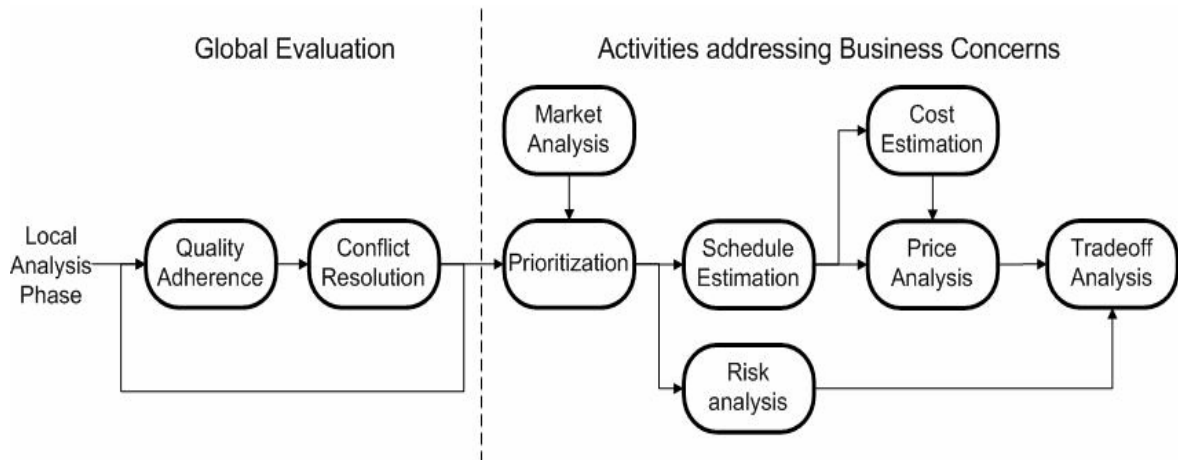 Global Evaluation
Activities addressing Business Concerns
Market
Analysis
Cost
Estimation
Local
Analysis
Phase
Quality
Adherence
Conflict
Resolution
Prioritization
Schedule
Estimation
Price
Analysis
Tradeoff
Analysis
Risk
analysis